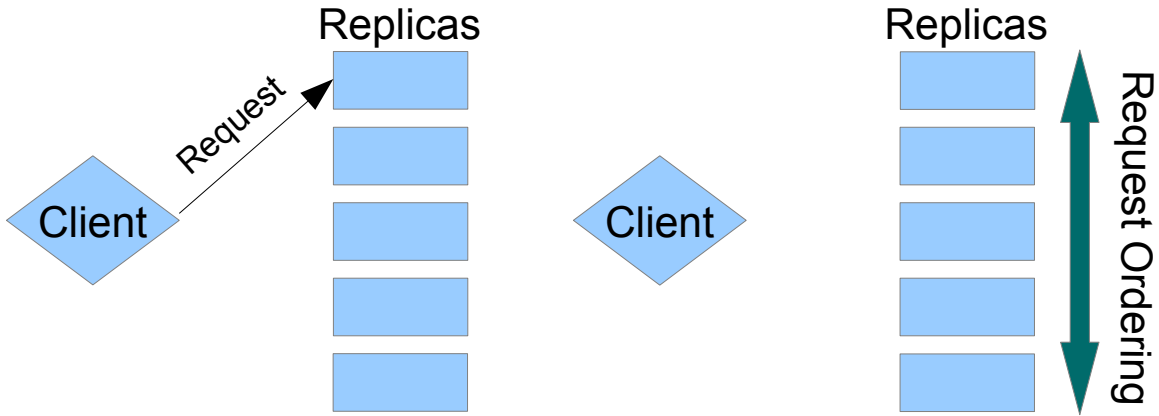 Replicas
Request
Client
Replicas
Client
Request Ordering